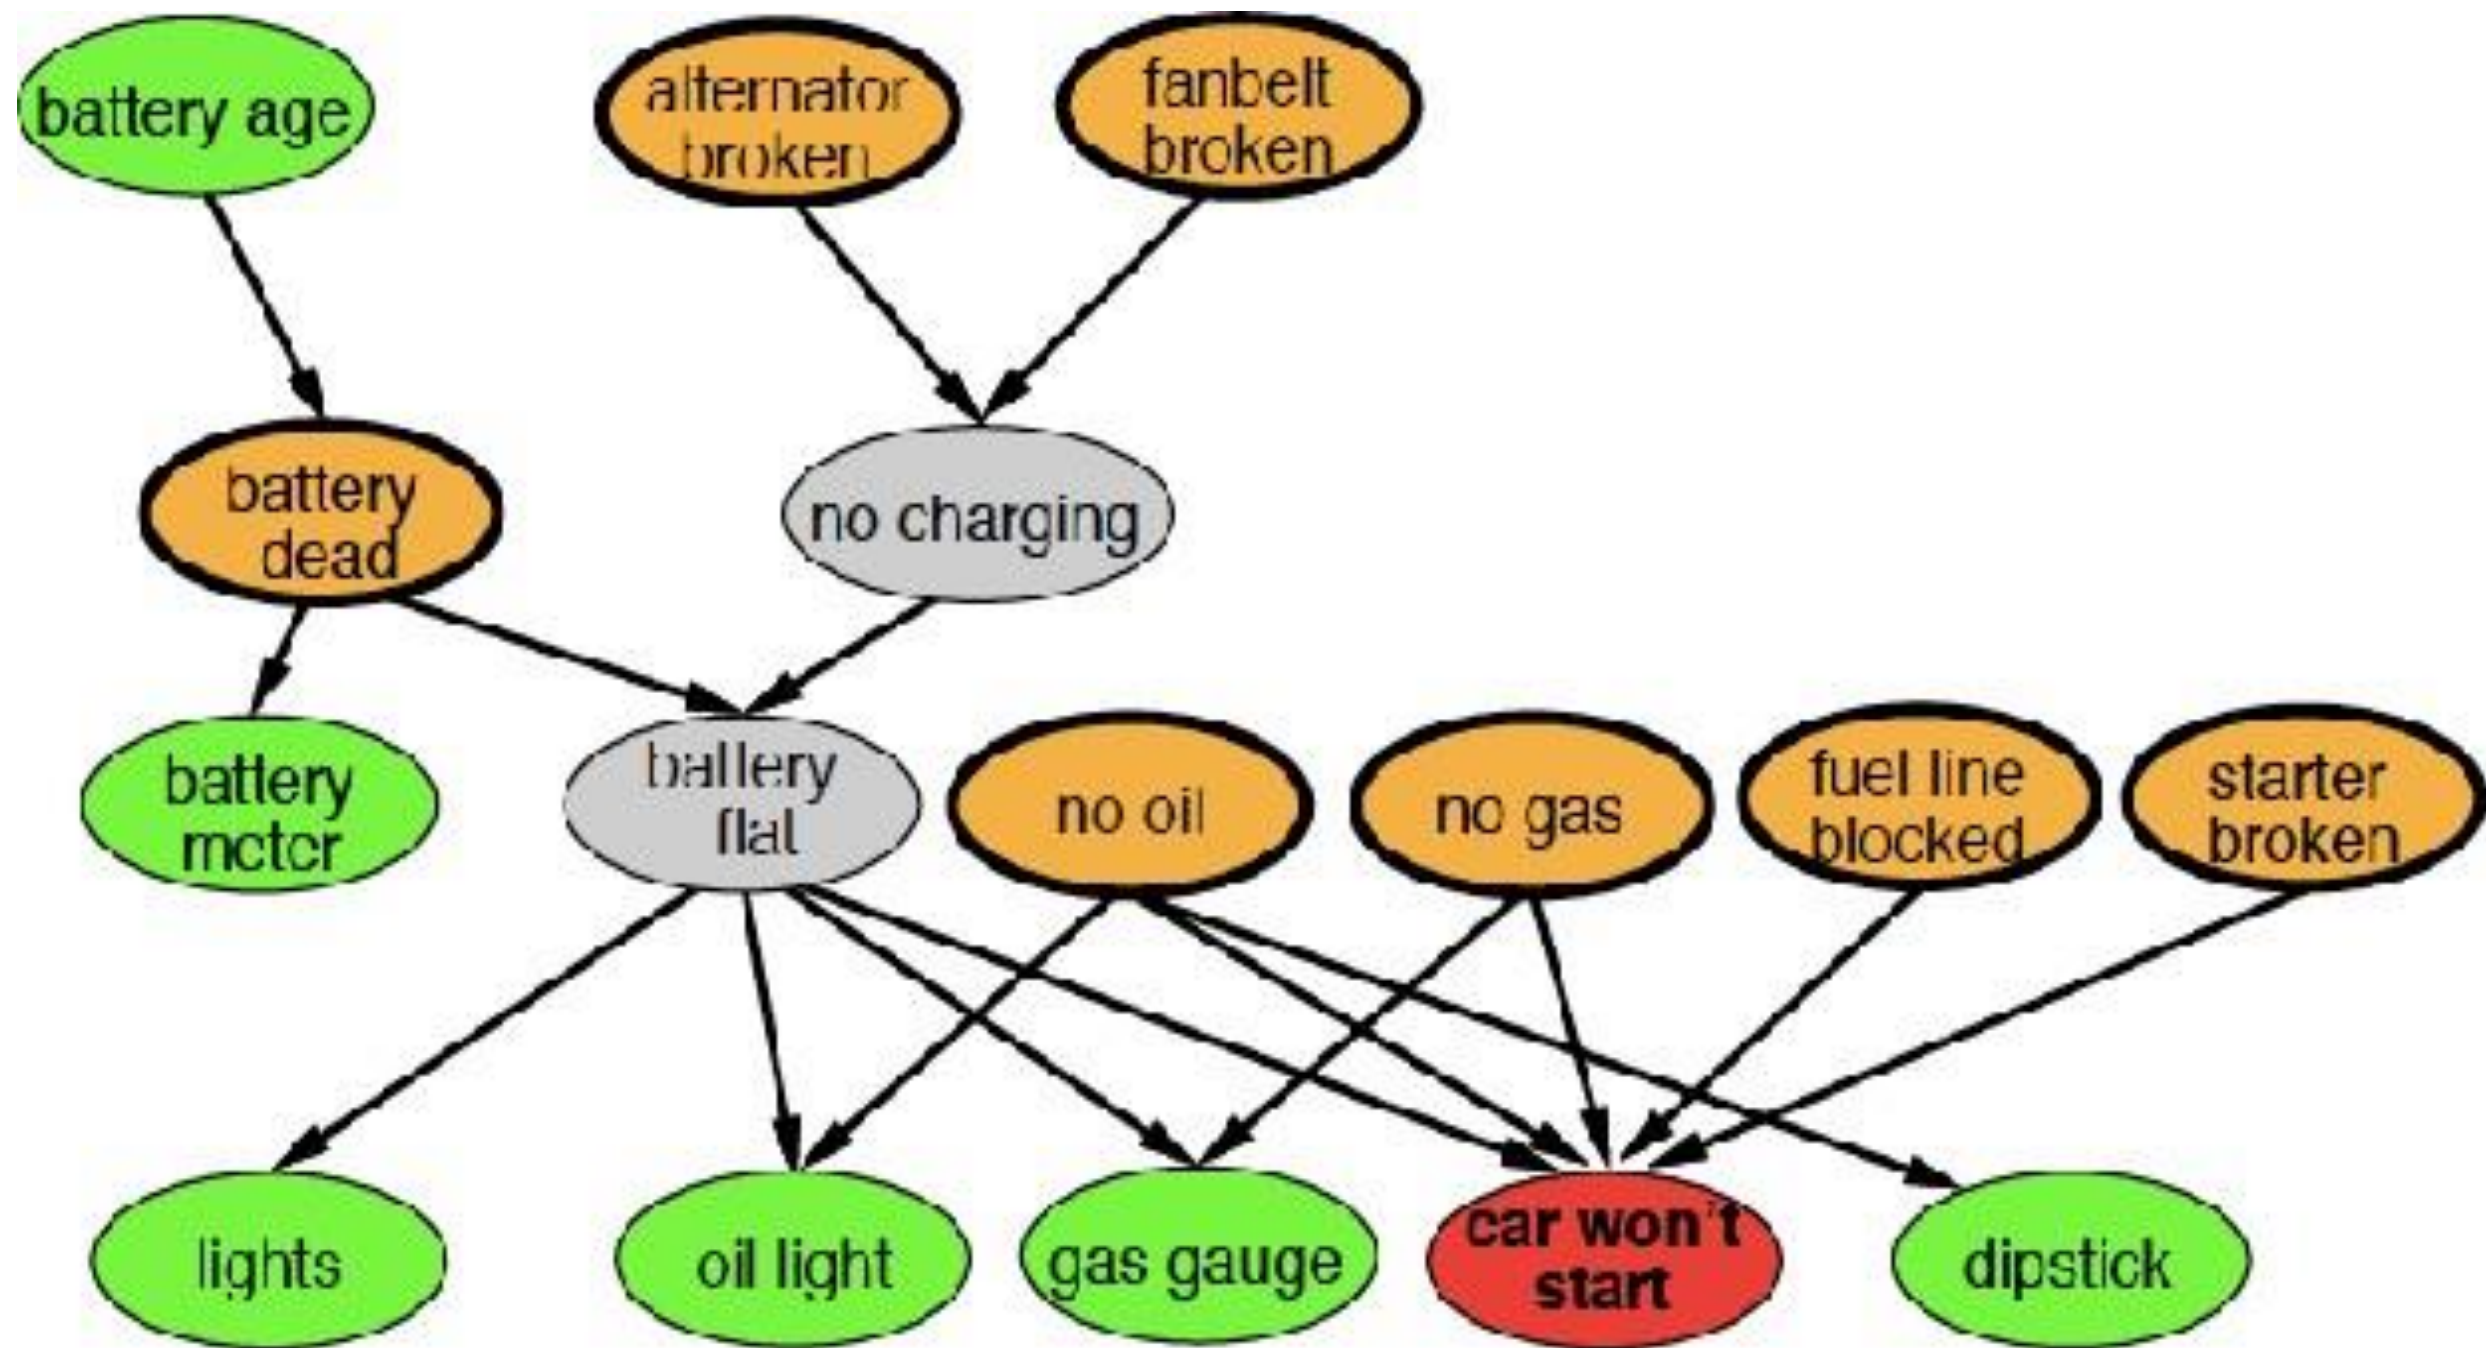 battery age
alternator
broken
fanbelt
broken
battery
dead
no charging
battery
meter
battery
flat
no oil
no gas
fuel line
blocked
starter
broken
lights
oil light
gas gauge
car won't
start
dipstick